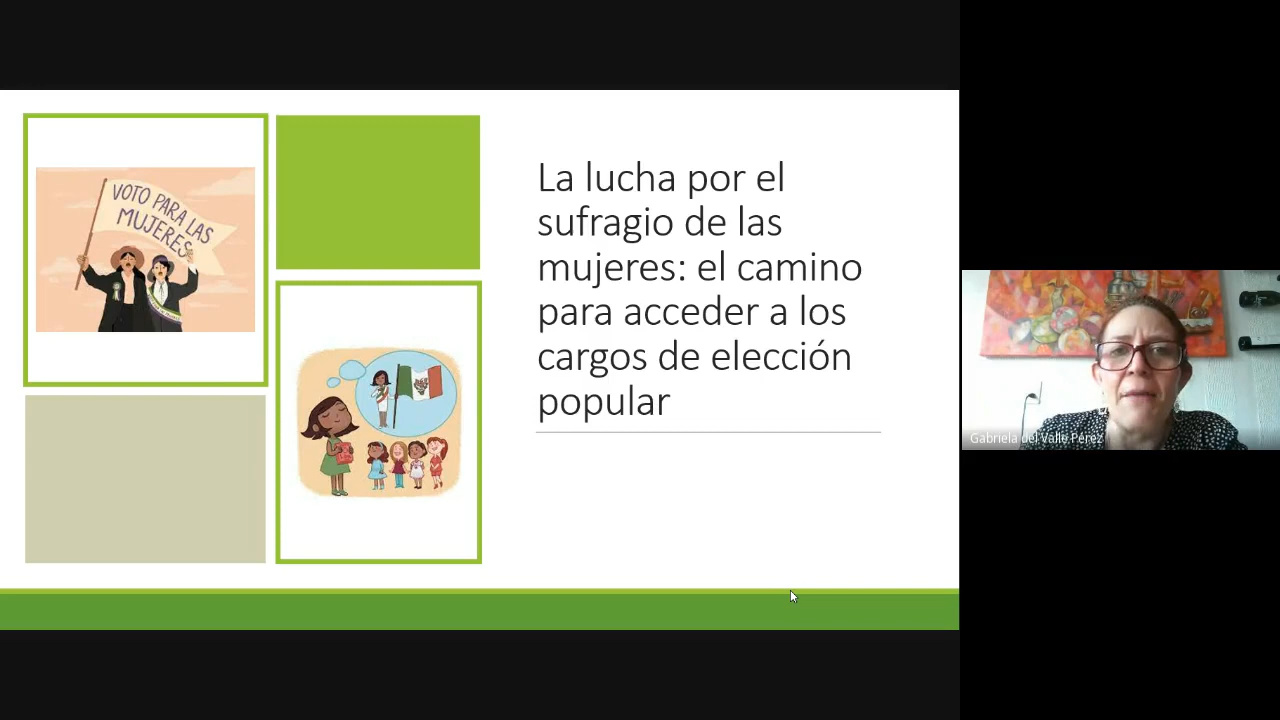 VOTO PARA LAS
MUJERES
La lucha por el
sufragio de las
mujeres: el camino
para acceder a los
cargos de elección
popular
Gabriela del Valle Pérez